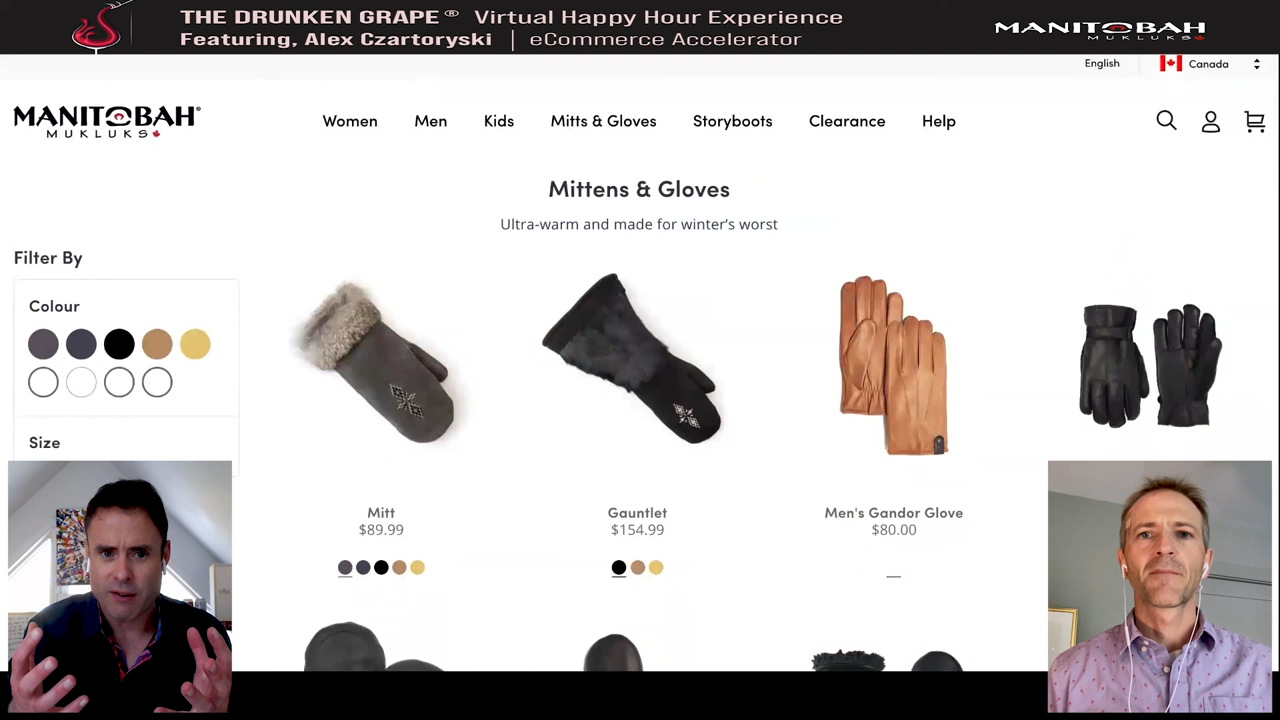 THE DRUNKEN GRAPE® Virtual Happy Hour Experience
Featuring, Alex Czartoryski | eCommerce Accelerator
MANITOBAH
MUKLUKS
English
Canada
MANITOBAH®
MUKLUKS
Women
Men
Kids
Mitts & Gloves
Storyboots
Clearance
Help
Mittens & Gloves
Ultra-warm and made for winter’s worst
Filter By
Colour
Size
Mitt
$89.99
Gauntlet
$154.99
Men's Gandor Glove
$80.00